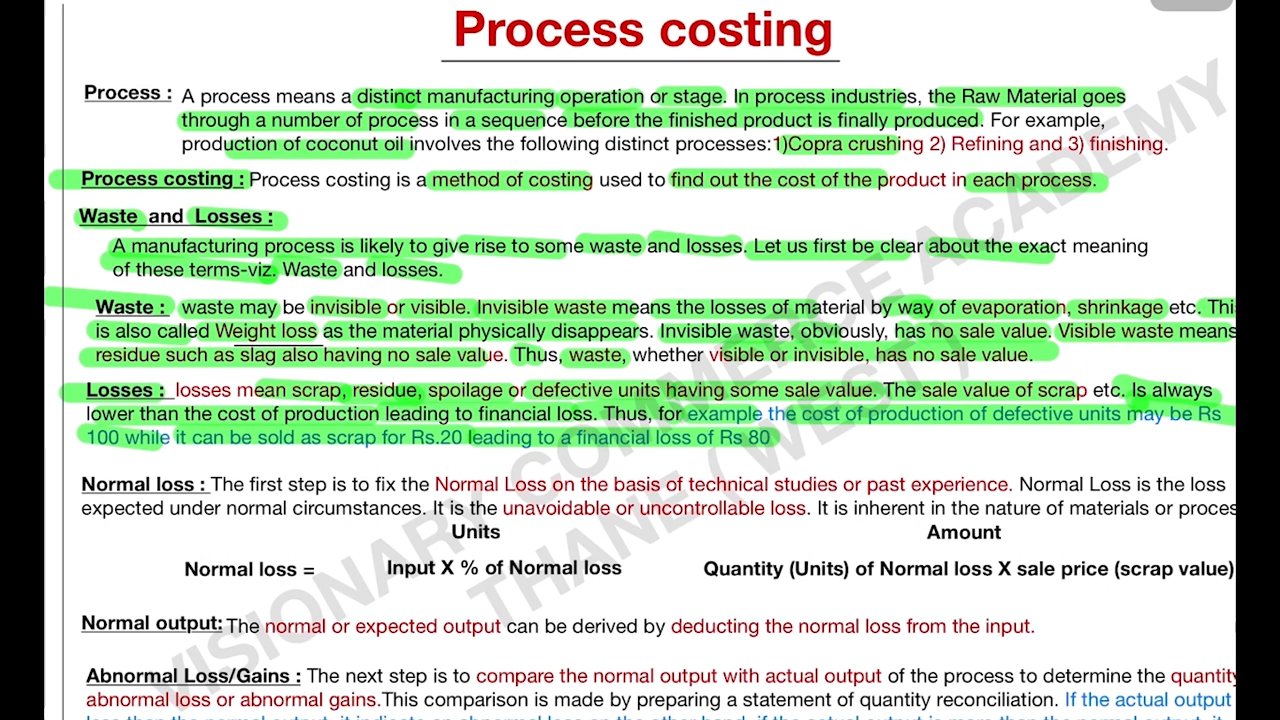 Process costing
Process : A process means a distinct manufacturing operation or stage. In process industries, the Raw Material goes
through a number of process in a sequence before the finished product is finally produced. For example,
production of coconut oil involves the following distinct processes:1)Copra crushing 2) Refining and 3) finishing.
Process costing : Process costing is a method of costing used to find out the cost of the product in each process.
Waste and Losses :
A manufacturing process is likely to give rise to some waste and losses. Let us first be clear about the exact meaning
of these terms-viz. Waste and losses.
Waste : waste may be invisible or visible. Invisible waste means the losses of material by way of evaporation, shrinkage etc. Thi
is also called Weight loss as the material physically disappears. Invisible waste, obviously, has no sale value. Visible waste means
residue such as slag also having no sale value. Thus, waste, whether visible or invisible, has no sale value.
Losses : losses mean scrap, residue, spoilage or defective units having some sale value. The sale value of scrap etc. Is always
lower than the cost of production leading to financial loss. Thus, for example the cost of production of defective units may be Rs
100 while it can be sold as scrap for Rs.20 leading to a financial loss of Rs 80
Normal loss : The first step is to fix the Normal Loss on the basis of technical studies or past experience. Normal Loss is the loss
expected under normal circumstances. It is the unavoidable or uncontrollable loss. It is inherent in the nature of materials or proces
Units Amount
Normal loss = Input X % of Normal loss Quantity (Units) of Normal loss X sale price (scrap value)
Normal output: The normal or expected output can be derived by deducting the normal loss from the input.
Abnormal Loss/Gains : The next step is to compare the normal output with actual output of the process to determine the quantity
abnormal loss or abnormal gains.This comparison is made by preparing a statement of quantity reconciliation. If the actual output
VISIONARY COMMERCE ACADEMY
THANE ( WEST )